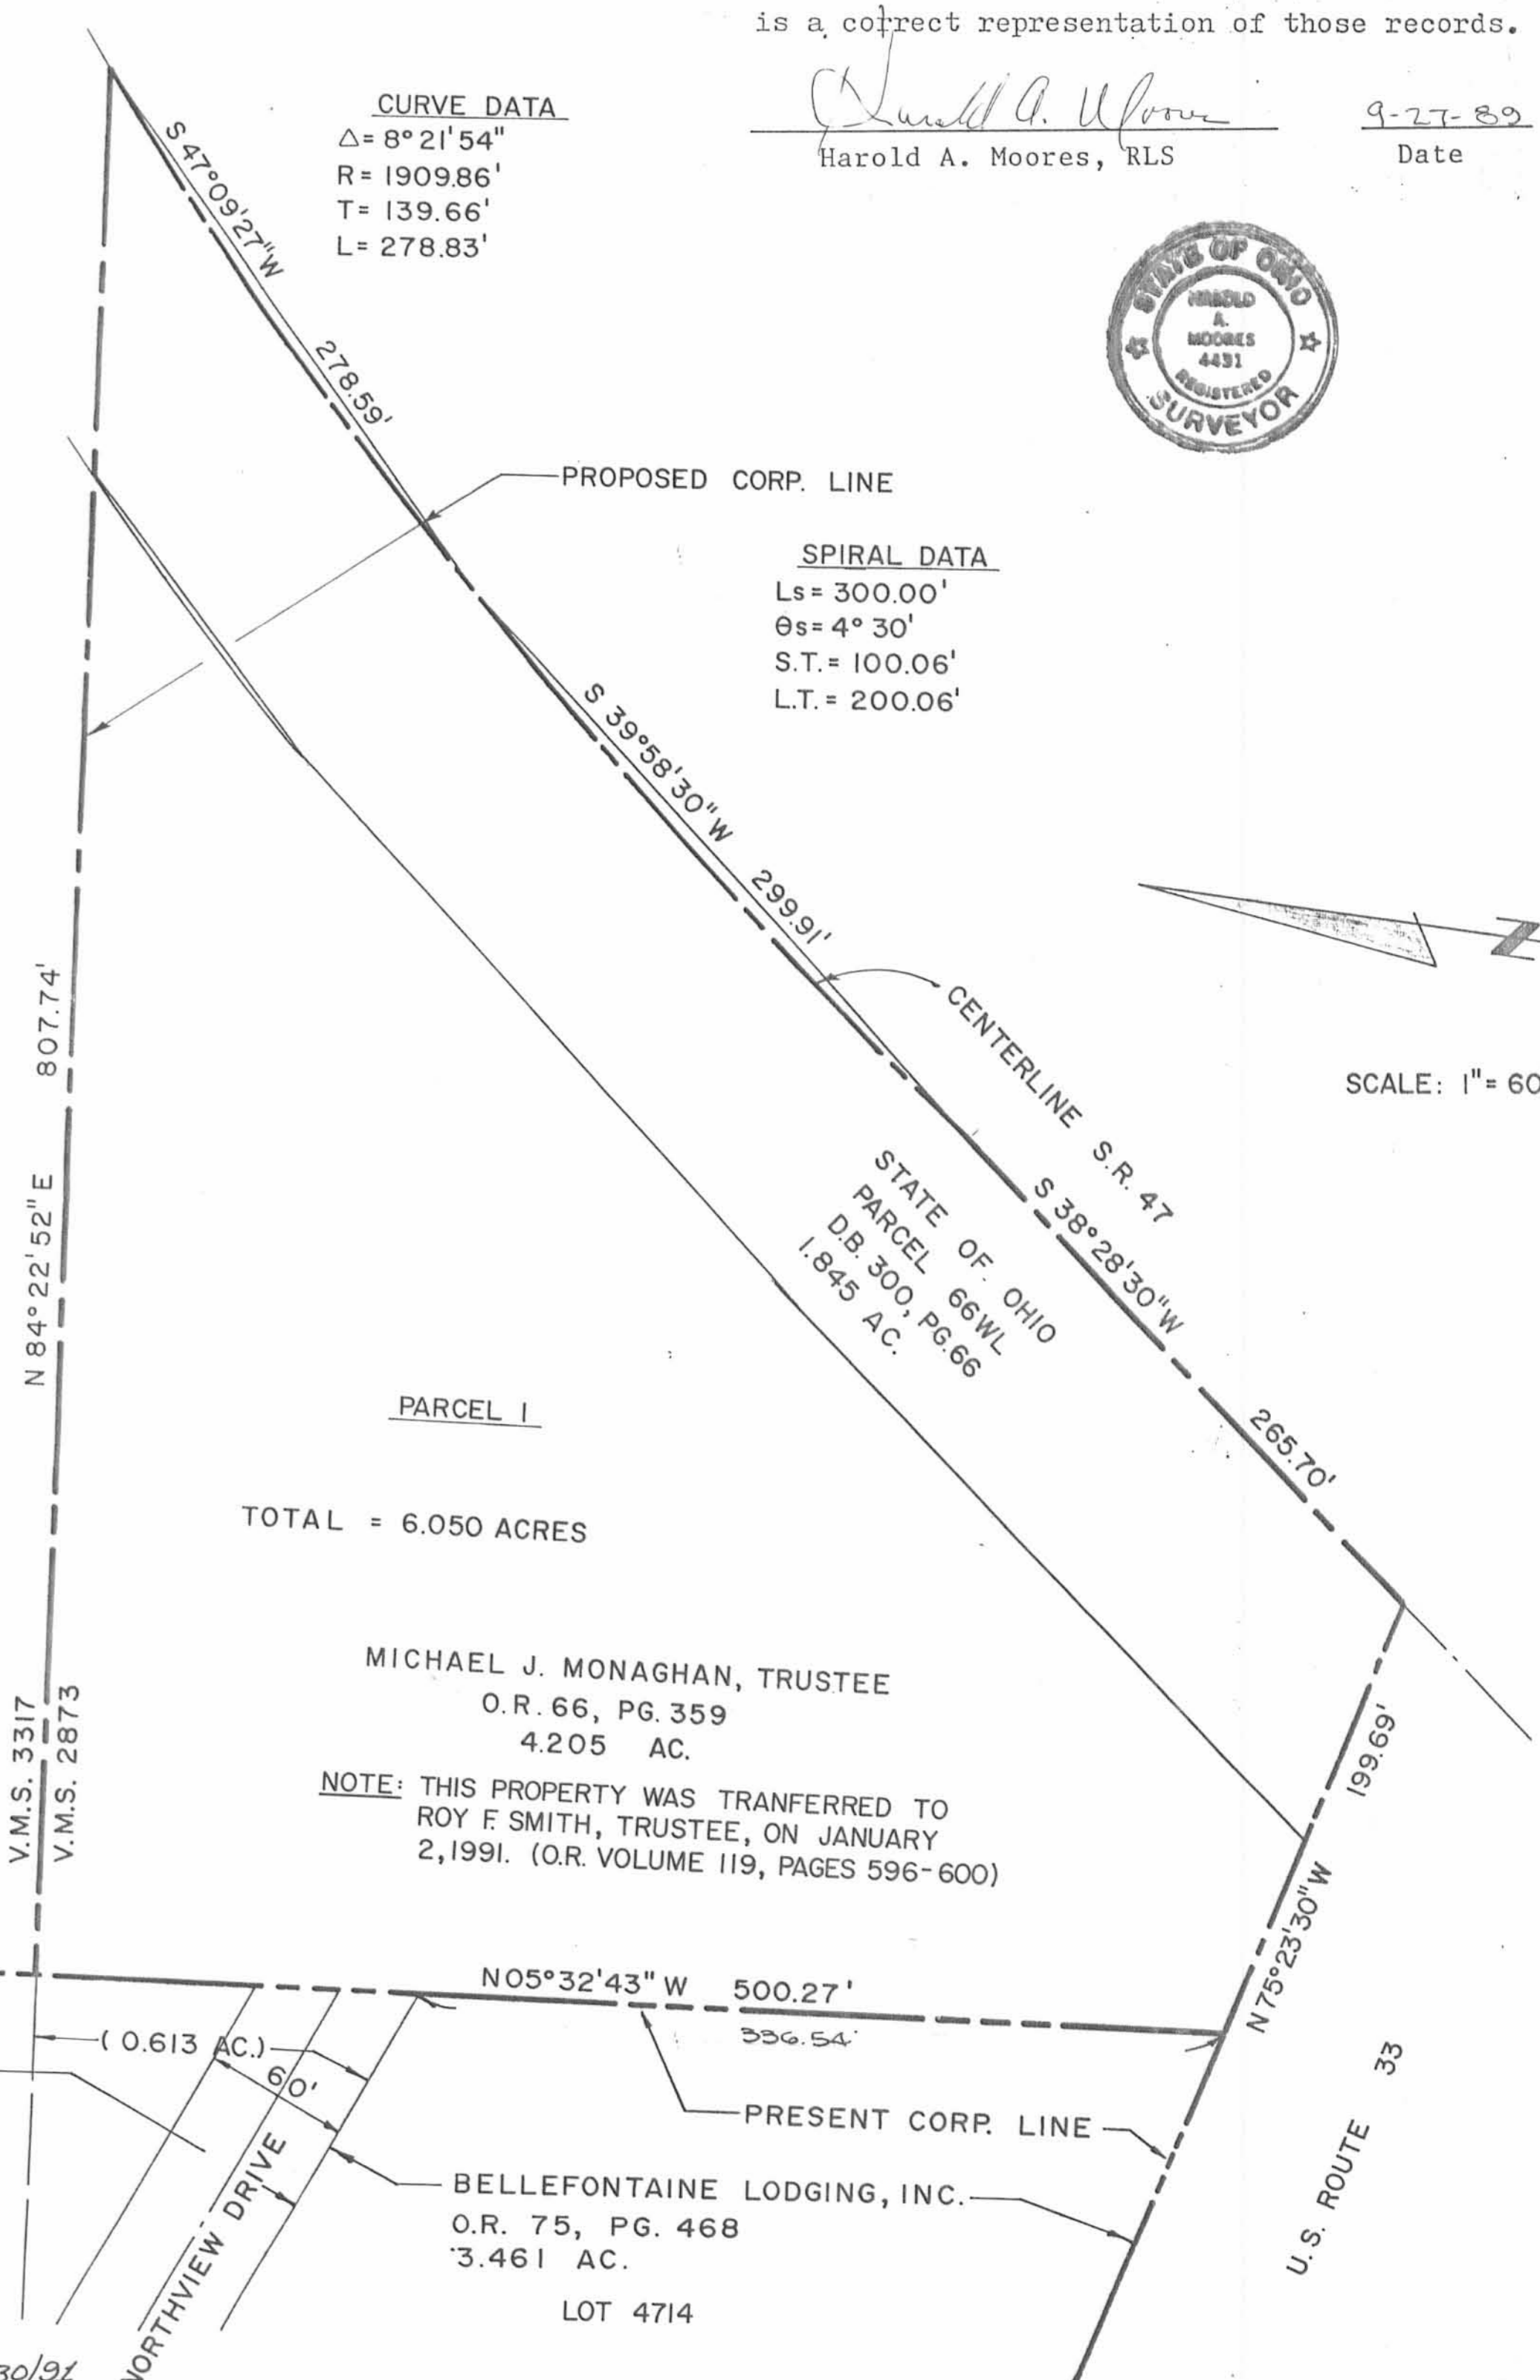 is a correct representation of those records.
Harold A. Moores
9-27-89
Harold A. Moores, RLS
Date
CURVE DATA
Δ= 8°21'54"
R= 1909.86'
T= 139.66'
L= 278.83'
STATE OF OHIO
HAROLD
A.
MOORES
4431
REGISTERED
SURVEYOR
S 47°09'27"W
278.59'
PROPOSED CORP. LINE
SPIRAL DATA
Ls= 300.00'
θs= 4° 30'
S.T.= 100.06'
L.T.= 200.06'
S 39°58'30"W
299.91'
N
CENTERLINE S.R. 47
SCALE: 1"= 60
807.74'
N 84°22'52"E
STATE OF OHIO
PARCEL 66WL
D.B. 300, PG.66
1.845 AC.
S 38°28'30"W
265.70'
PARCEL 1
TOTAL = 6.050 ACRES
MICHAEL J. MONAGHAN, TRUSTEE
O.R. 66, PG. 359
4.205 AC.
NOTE: THIS PROPERTY WAS TRANFERRED TO
ROY F. SMITH, TRUSTEE, ON JANUARY
2,1991. (O.R. VOLUME 119, PAGES 596-600)
V.M.S. 3317
V.M.S. 2873
199.69'
N75°23'30"W
N05°32'43"W 500.27'
336.54'
(0.613 AC.)
60'
PRESENT CORP. LINE
U.S. ROUTE 33
BELLEFONTAINE LODGING, INC.
O.R. 75, PG. 468
3.461 AC.
LOT 4714
NORTHVIEW DRIVE
30/91